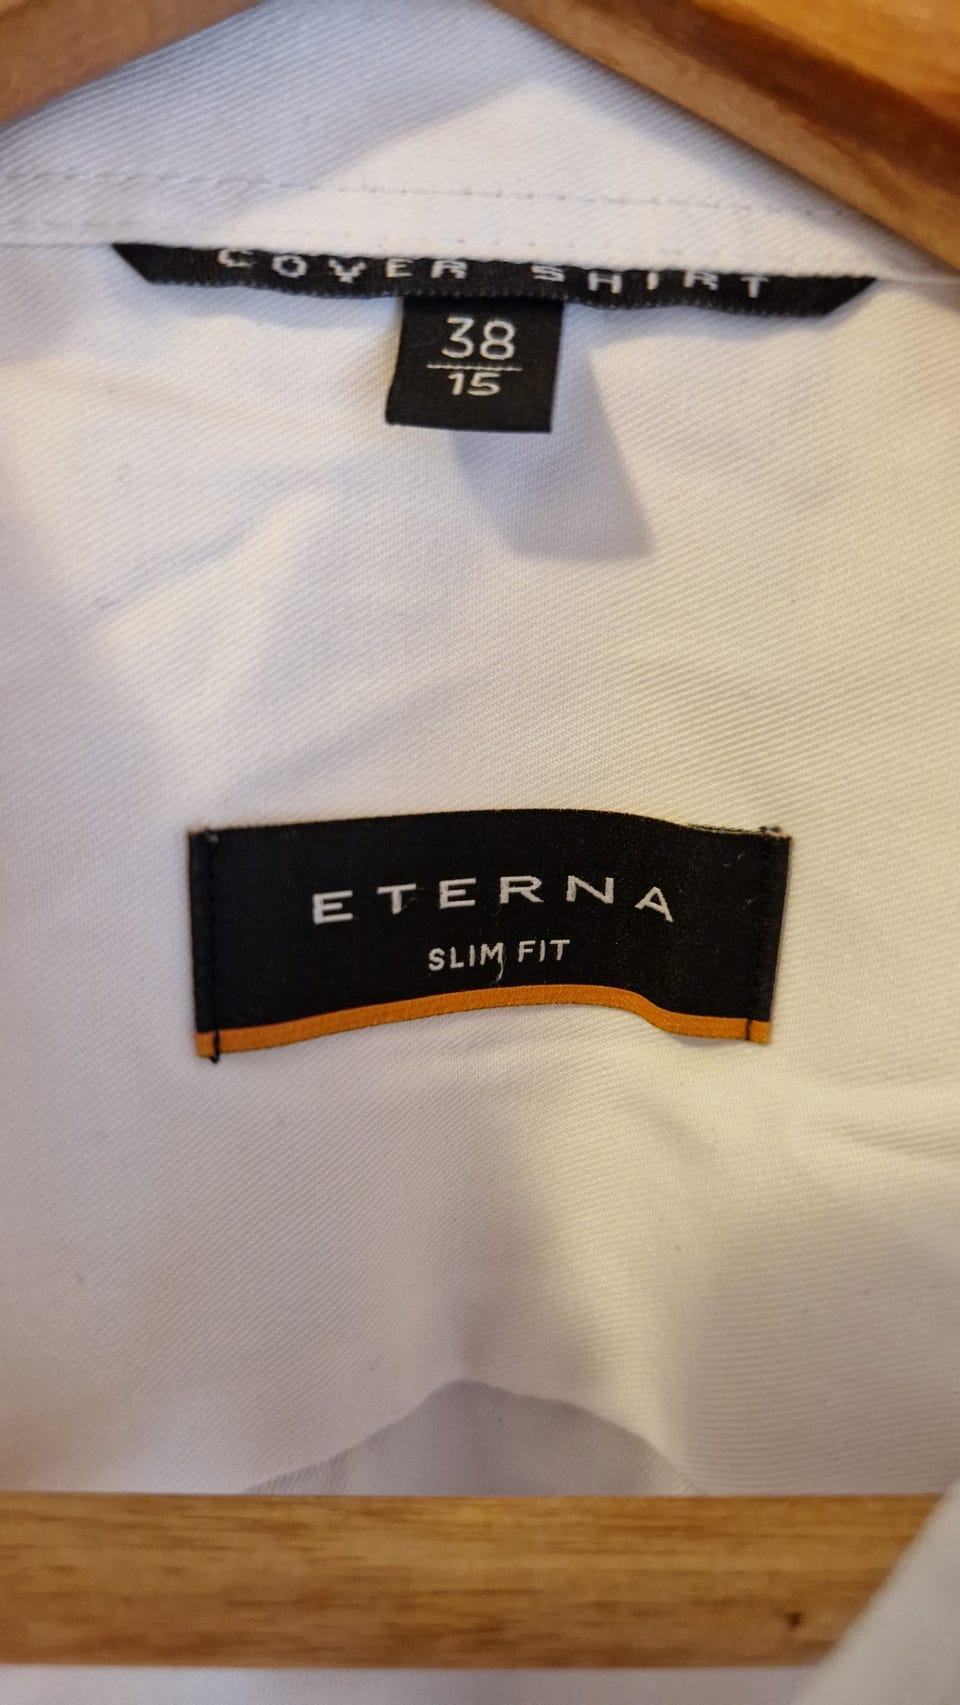 COVER SHIRT
38
15
ETERNA
SLIM FIT